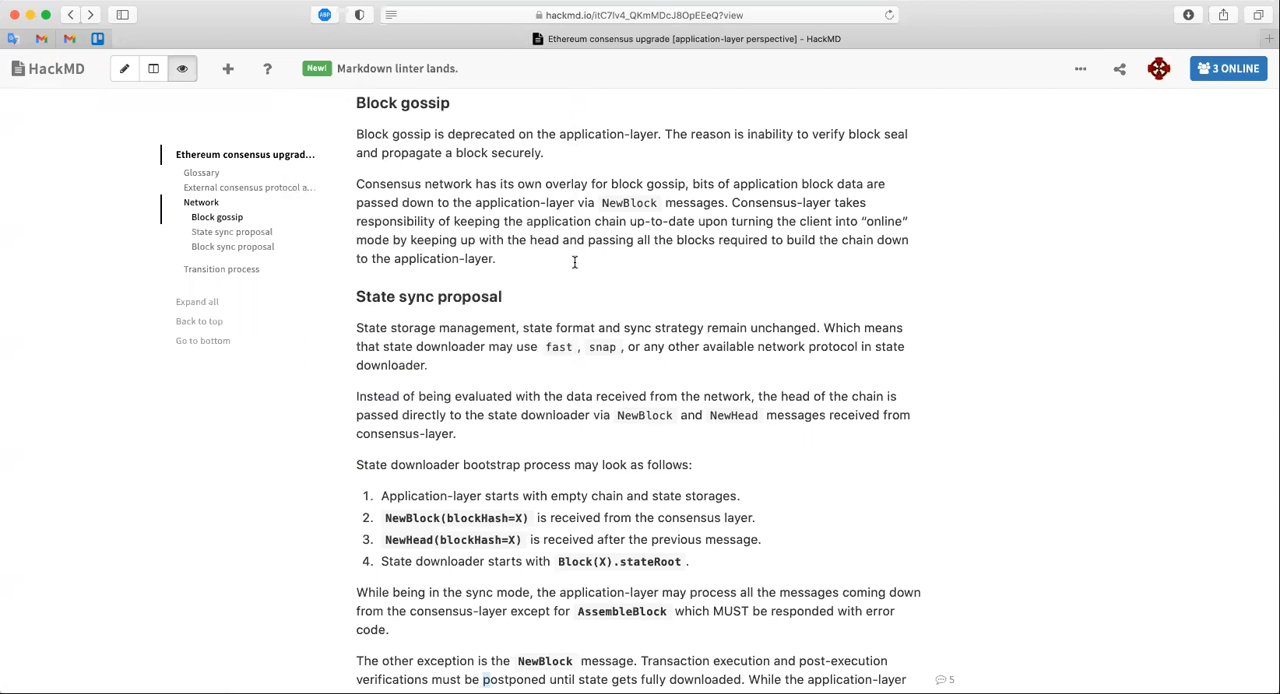 hackmd.io/itC7lv4_QKmMDcJ8OpEEeQ?view
Ethereum consensus upgrade [application-layer perspective] - HackMD
HackMD
New! Markdown linter lands.
3 ONLINE
Ethereum consensus upgrad...
Glossary
External consensus protocol a...
Network
Block gossip
State sync proposal
Block sync proposal
Transition process
Expand all
Back to top
Go to bottom
Block gossip
Block gossip is deprecated on the application-layer. The reason is inability to verify block seal
and propagate a block securely.
Consensus network has its own overlay for block gossip, bits of application block data are
passed down to the application-layer via NewBlock messages. Consensus-layer takes
responsibility of keeping the application chain up-to-date upon turning the client into “online”
mode by keeping up with the head and passing all the blocks required to build the chain down
to the application-layer.
State sync proposal
State storage management, state format and sync strategy remain unchanged. Which means
that state downloader may use fast, snap, or any other available network protocol in state
downloader.
Instead of being evaluated with the data received from the network, the head of the chain is
passed directly to the state downloader via NewBlock and NewHead messages received from
consensus-layer.
State downloader bootstrap process may look as follows:
1. Application-layer starts with empty chain and state storages.
2. NewBlock(blockHash=X) is received from the consensus layer.
3. NewHead(blockHash=X) is received after the previous message.
4. State downloader starts with Block(X).stateRoot.
While being in the sync mode, the application-layer may process all the messages coming down
from the consensus-layer except for AssembleBlock which MUST be responded with error
code.
The other exception is the NewBlock message. Transaction execution and post-execution
verifications must be postponed until state gets fully downloaded. While the application-layer
5